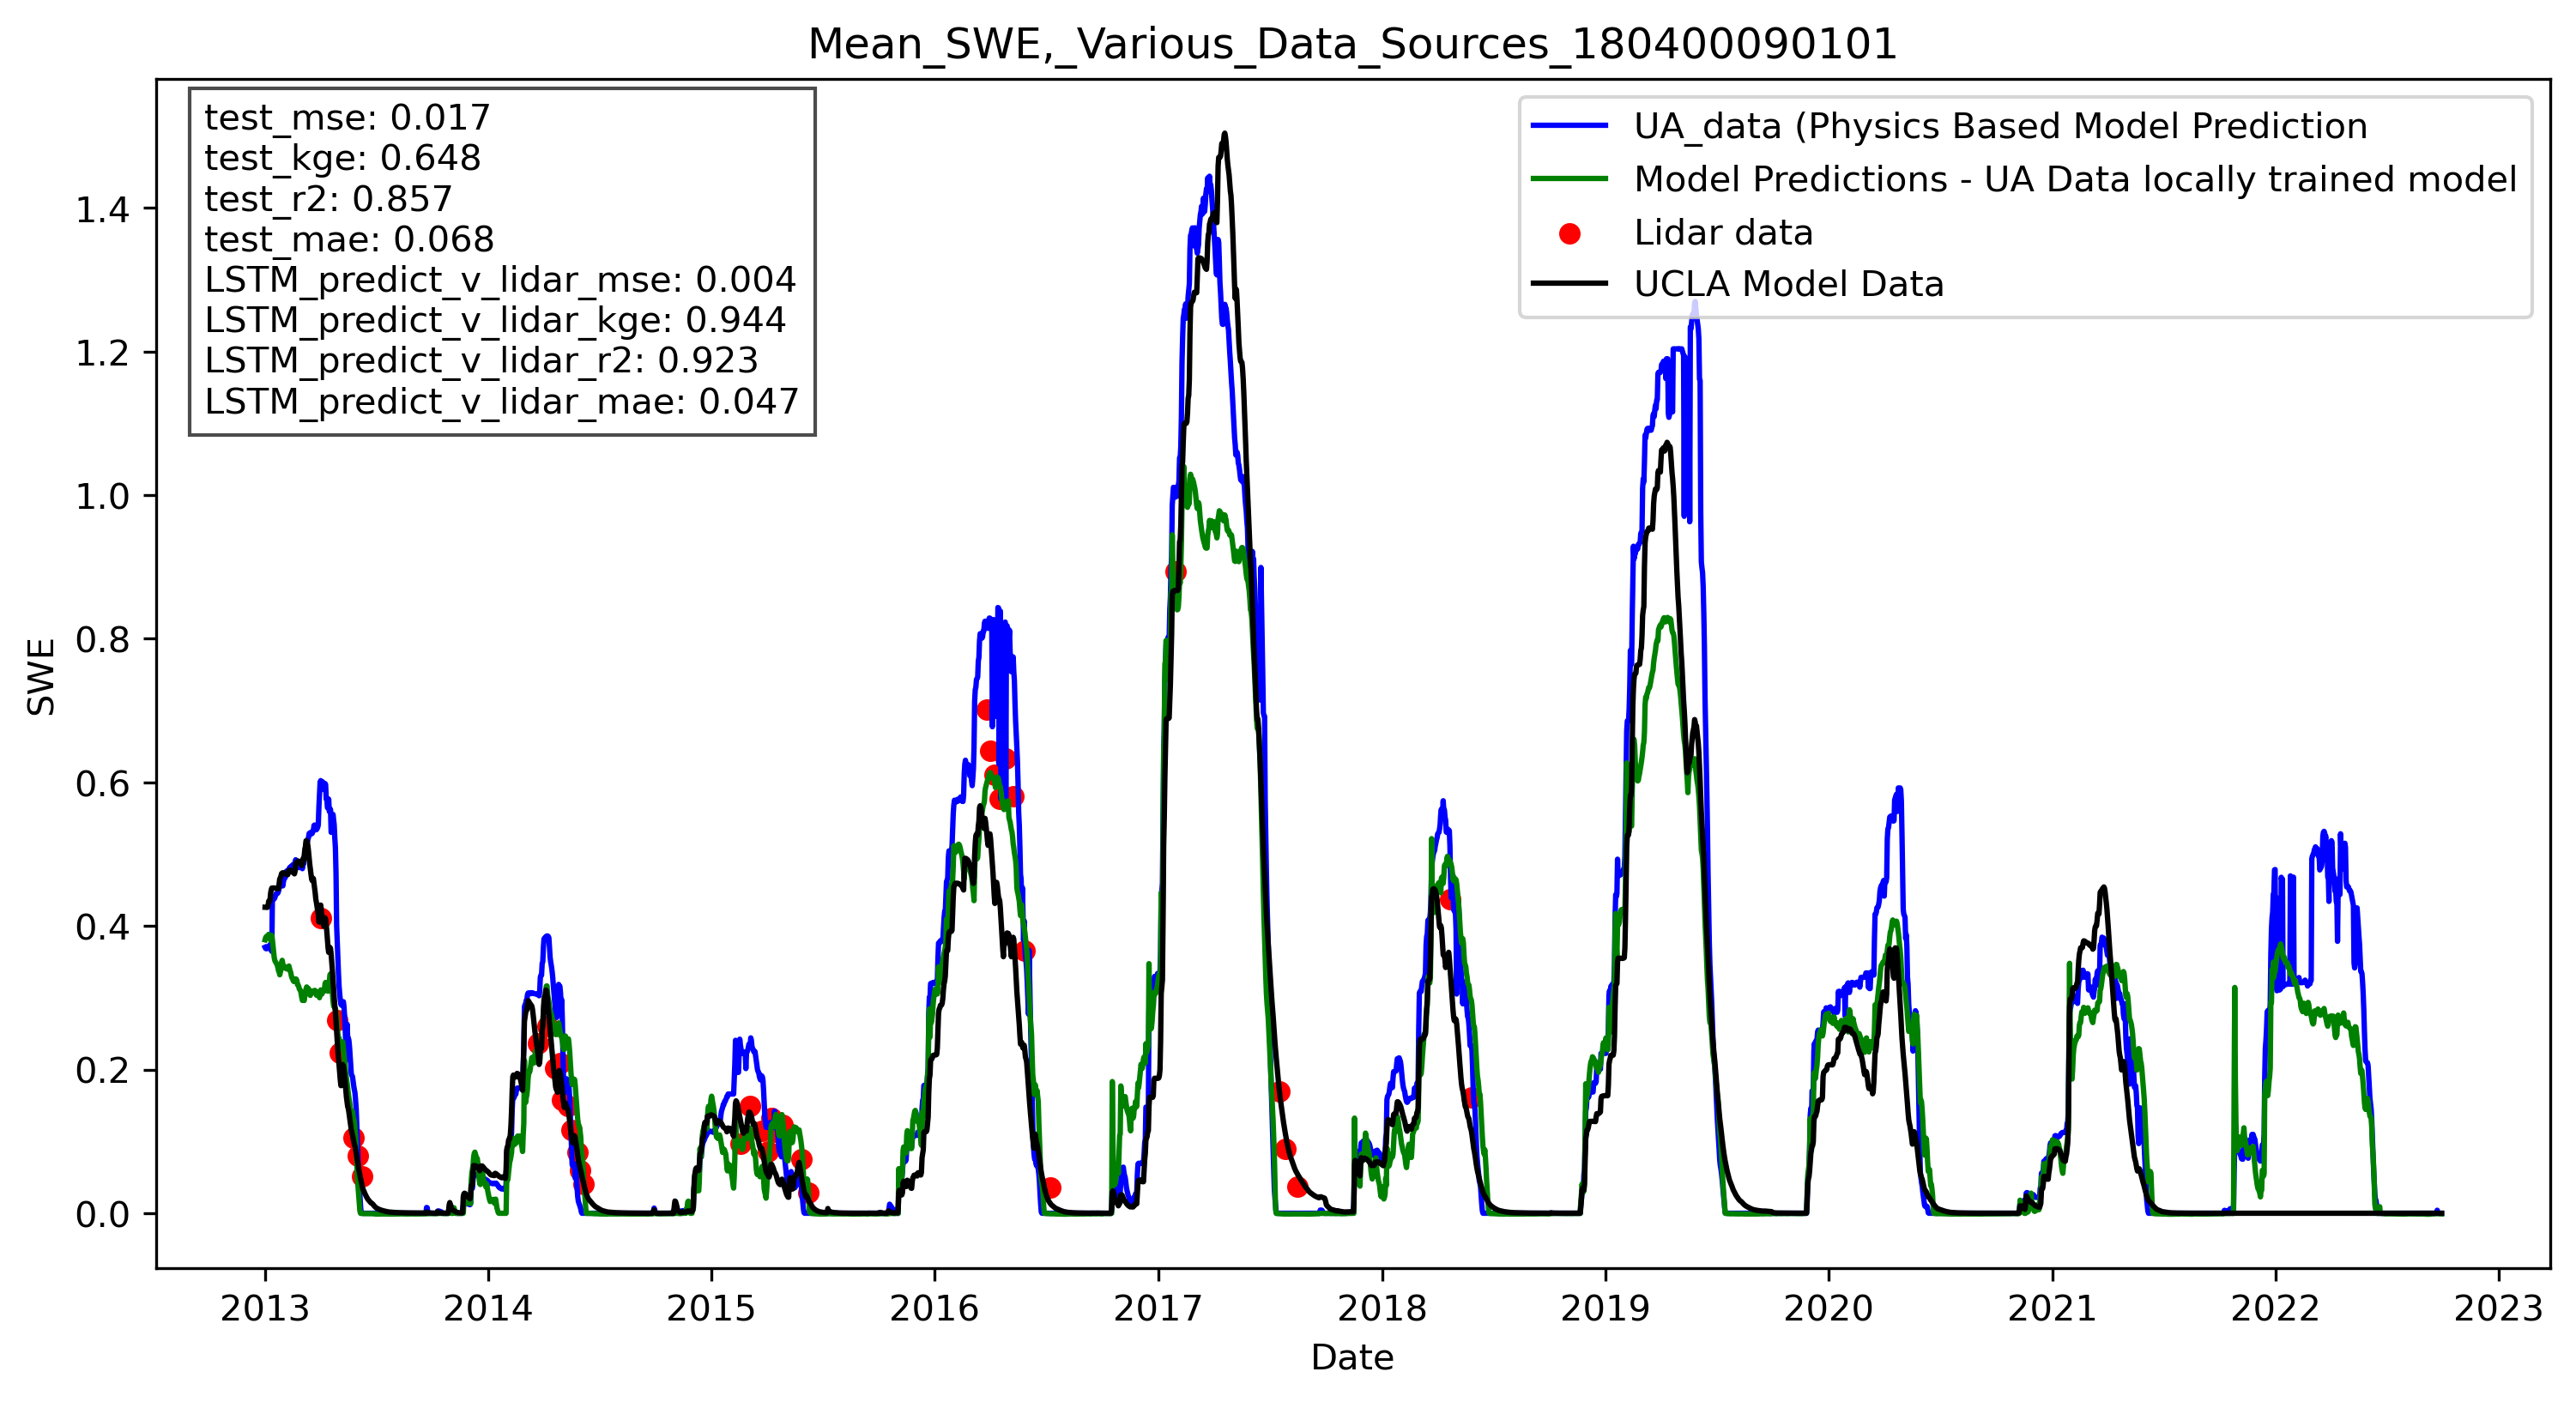 Mean_SWE,_Various_Data_Sources_180400090101
test_mse: 0.017
test_kge: 0.648
test_r2: 0.857
test_mae: 0.068
LSTM_predict_v_lidar_mse: 0.004
LSTM_predict_v_lidar_kge: 0.944
LSTM_predict_v_lidar_r2: 0.923
LSTM_predict_v_lidar_mae: 0.047
UA_data (Physics Based Model Prediction
Model Predictions - UA Data locally trained model
Lidar data
UCLA Model Data
SWE
1.4
1.2
1.0
0.8
0.6
0.4
0.2
0.0
2013 2014 2015 2016 2017 2018 2019 2020 2021 2022 2023
Date